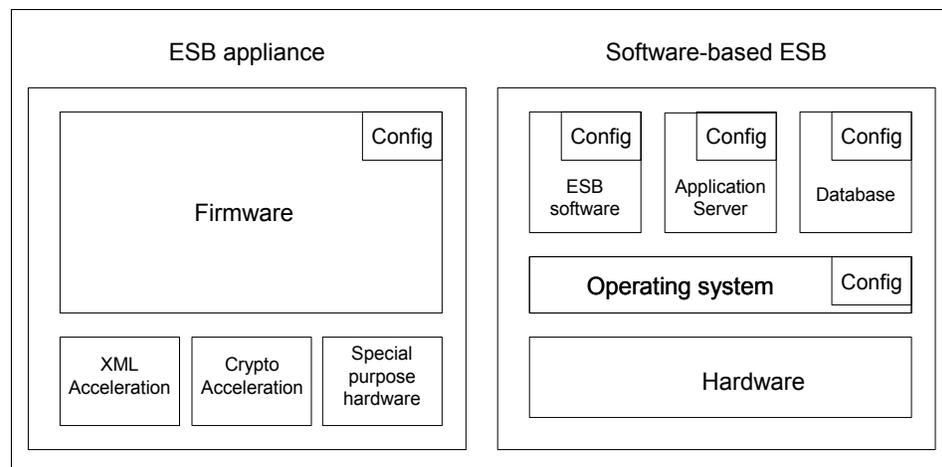 ESB appliance
Config
Firmware
XML
Acceleration
Crypto
Acceleration
Special
purpose
hardware
Software-based ESB
Config
ESB
software
Config
Application
Server
Config
Database
Operating system
Config
Hardware